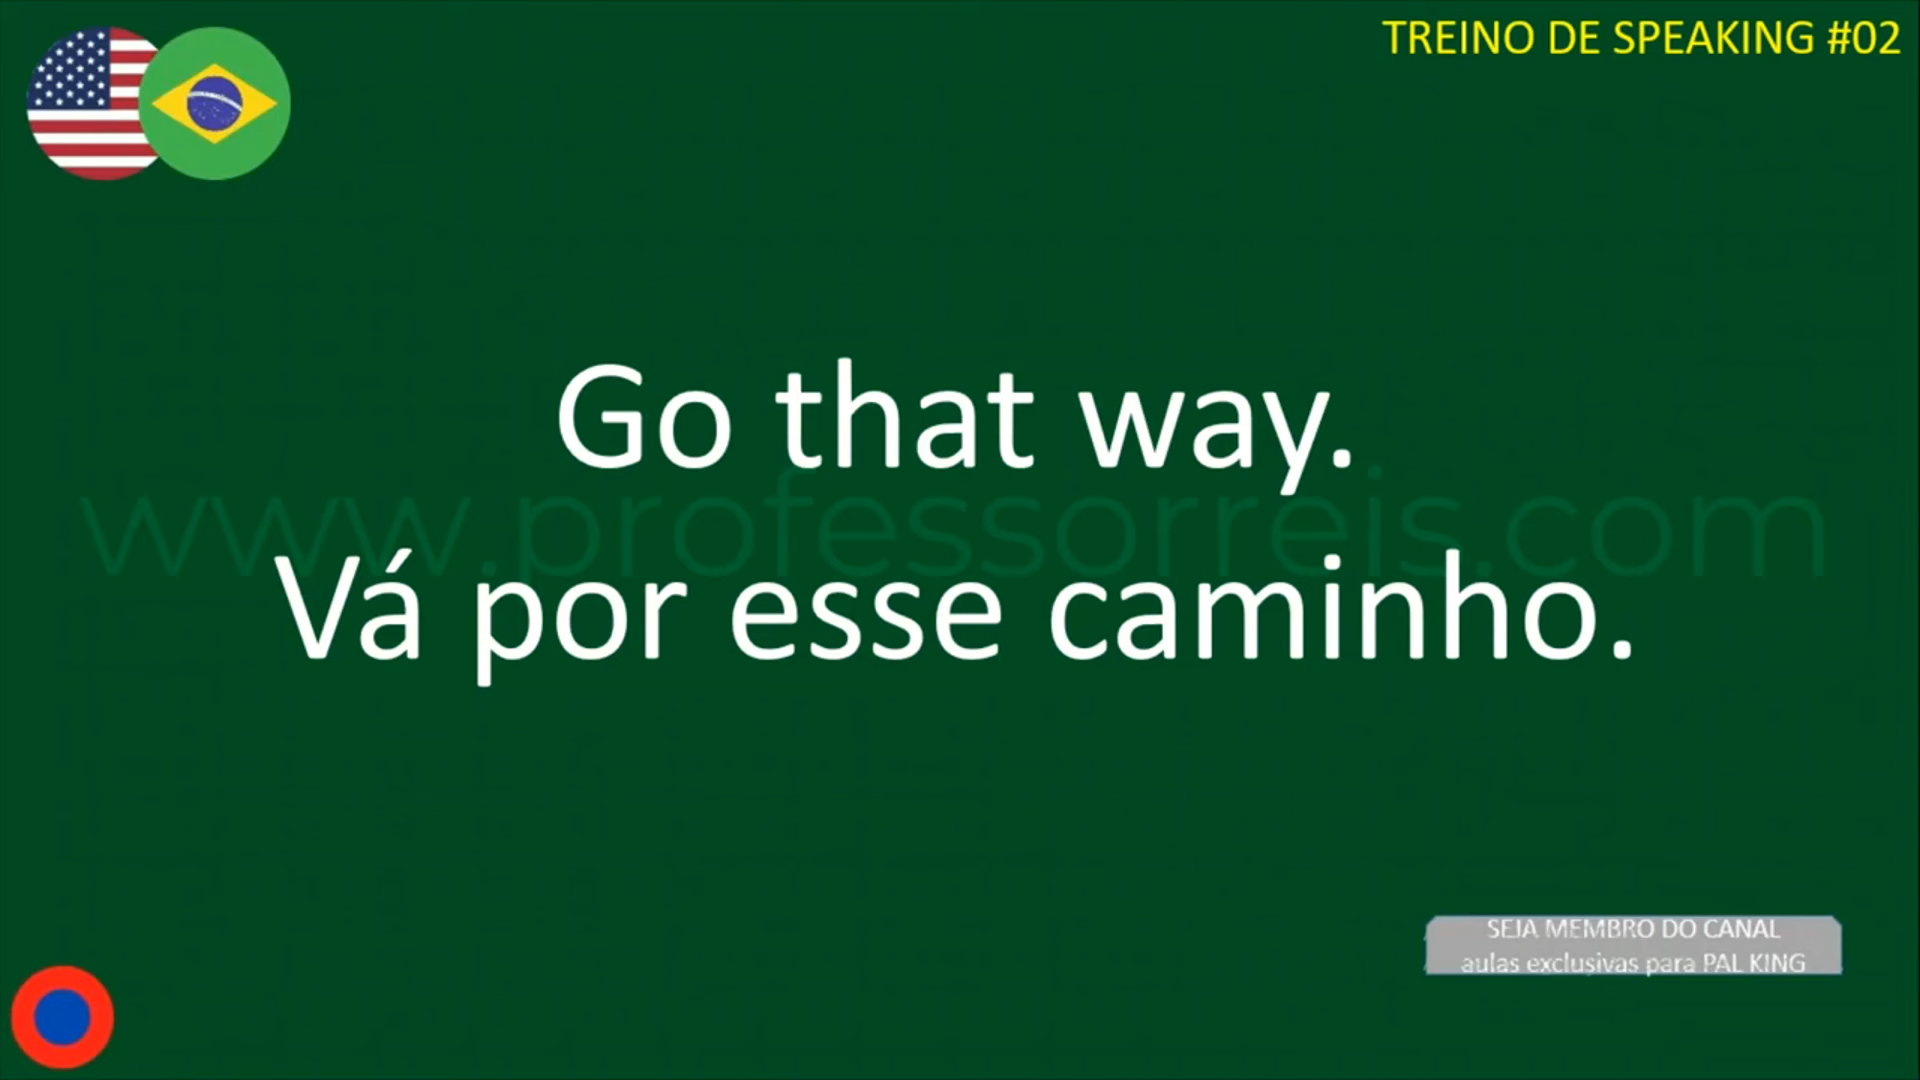 TREINO DE SPEAKING #02
Go that way.
www.professorreis.com
Vá por esse caminho.
SEJA MEMBRO DO CANAL
aulas exclusivas para PAL KING